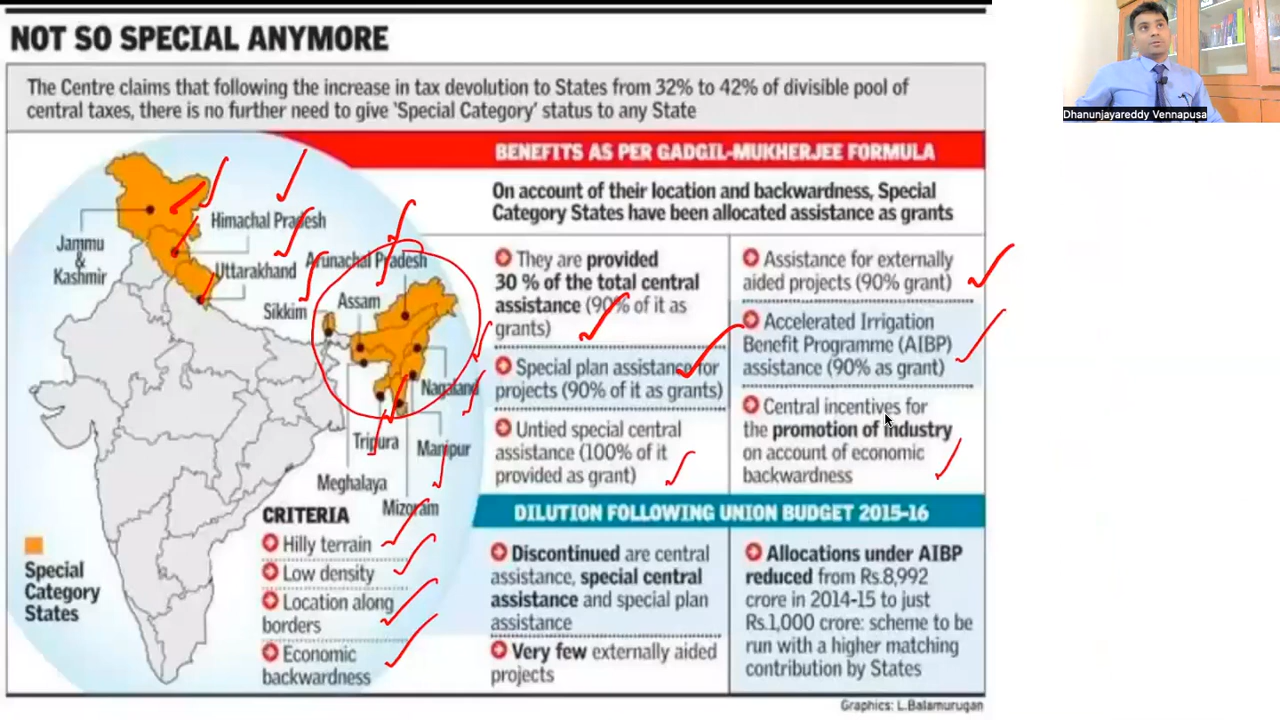 NOT SO SPECIAL ANYMORE
The Centre claims that following the increase in tax devolution to States from 32% to 42% of divisible pool of
central taxes, there is no further need to give 'Special Category' status to any State
Dhanunjayareddy Vennapusa
Jammu
&
Kashmir
Himachal Pradesh
Uttarakhand
Arunachal Pradesh
Sikkim
Assam
Nagaland
Tripura
Manipur
Meghalaya
Mizoram
Special
Category
States
CRITERIA
Hilly terrain
Low density
Location along
borders
Economic
backwardness
BENEFITS AS PER GADGIL-MUKHERJEE FORMULA
On account of their location and backwardness, Special
Category States have been allocated assistance as grants
They are provided
30 % of the total central
assistance (90% of it as
grants)
Special plan assistance for
projects (90% of it as grants)
Untied special central
assistance (100% of it
provided as grant)
Assistance for externally
aided projects (90% grant)
Accelerated Irrigation
Benefit Programme (AIBP)
assistance (90% as grant)
Central incentives for
the promotion of industry
on account of economic
backwardness
DILUTION FOLLOWING UNION BUDGET 2015-16
Discontinued are central
assistance, special central
assistance and special plan
assistance
Very few externally aided
projects
Allocations under AIBP
reduced from Rs.8,992
crore in 2014-15 to just
Rs.1,000 crore: scheme to be
run with a higher matching
contribution by States
Graphics: L.Balamurugan